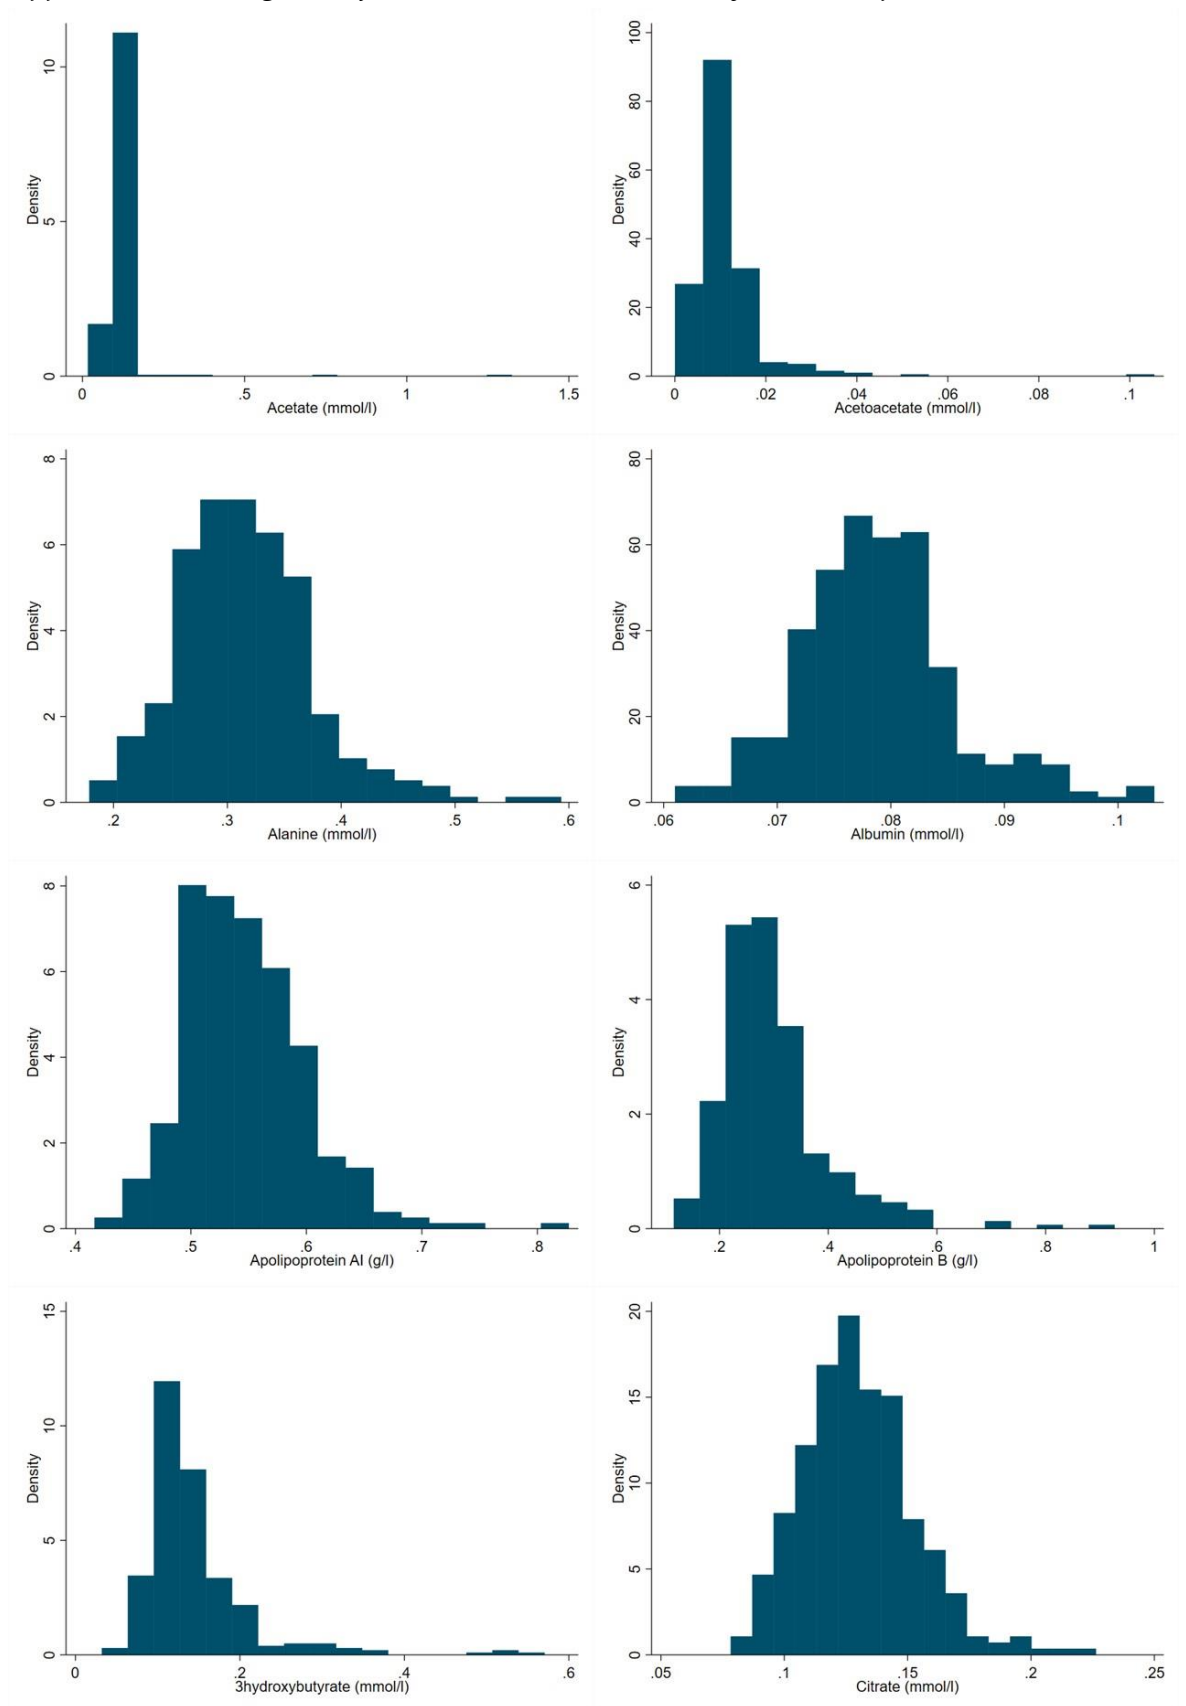 10
5
0
Density
0 .5 1 1.5
Acetate (mmol/l)
100
80
60
40
20
0
Density
0 .02 .04 .06 .08 .1
Acetoacetate (mmol/l)
8
6
4
2
0
Density
.2 .3 .4 .5 .6
Alanine (mmol/l)
80
60
40
20
0
Density
.06 .07 .08 .09 .1
Albumin (mmol/l)
8
6
4
2
0
Density
.4 .5 .6 .7 .8
Apolipoprotein AI (g/l)
6
4
2
0
Density
.2 .4 .6 .8 1
Apolipoprotein B (g/l)
15
10
5
0
Density
0 .2 .4 .6
3hydroxybutyrate (mmol/l)
20
15
10
5
0
Density
.05 .1 .15 .2 .25
Citrate (mmol/l)